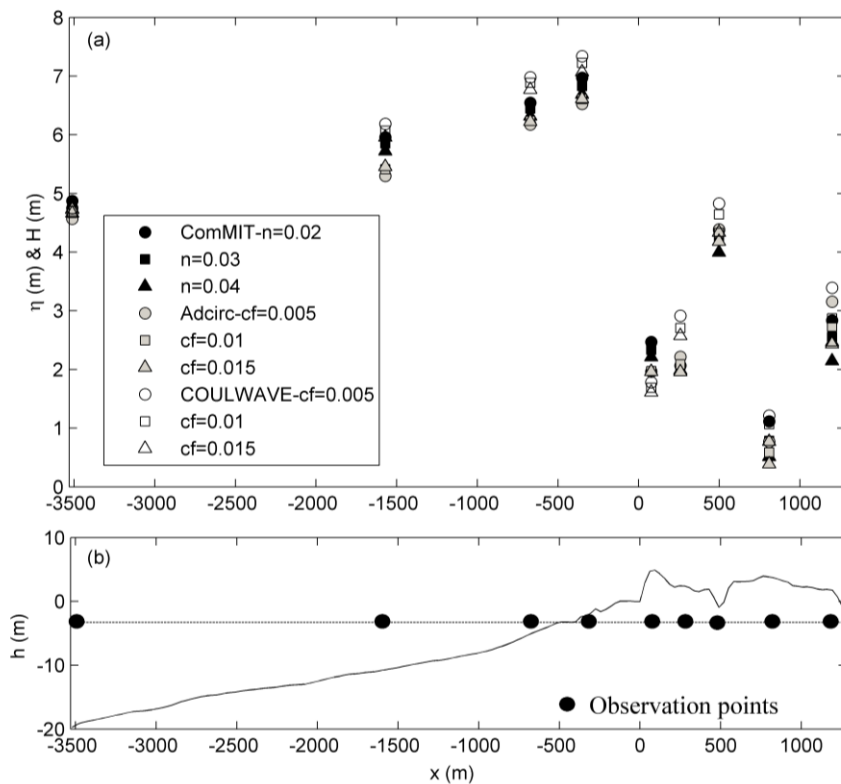 (a)
η (m) & H (m)
8
7
6
5
4
3
2
1
0
ComMIT-n=0.02
n=0.03
n=0.04
Adcirc-cf=0.005
cf=0.01
cf=0.015
COULWAVE-cf=0.005
cf=0.01
cf=0.015
-3500 -3000 -2500 -2000 -1500 -1000 -500 0 500 1000
(b)
h (m)
10
0
-10
-20
Observation points
-3500 -3000 -2500 -2000 -1500 -1000 -500 0 500 1000
x (m)